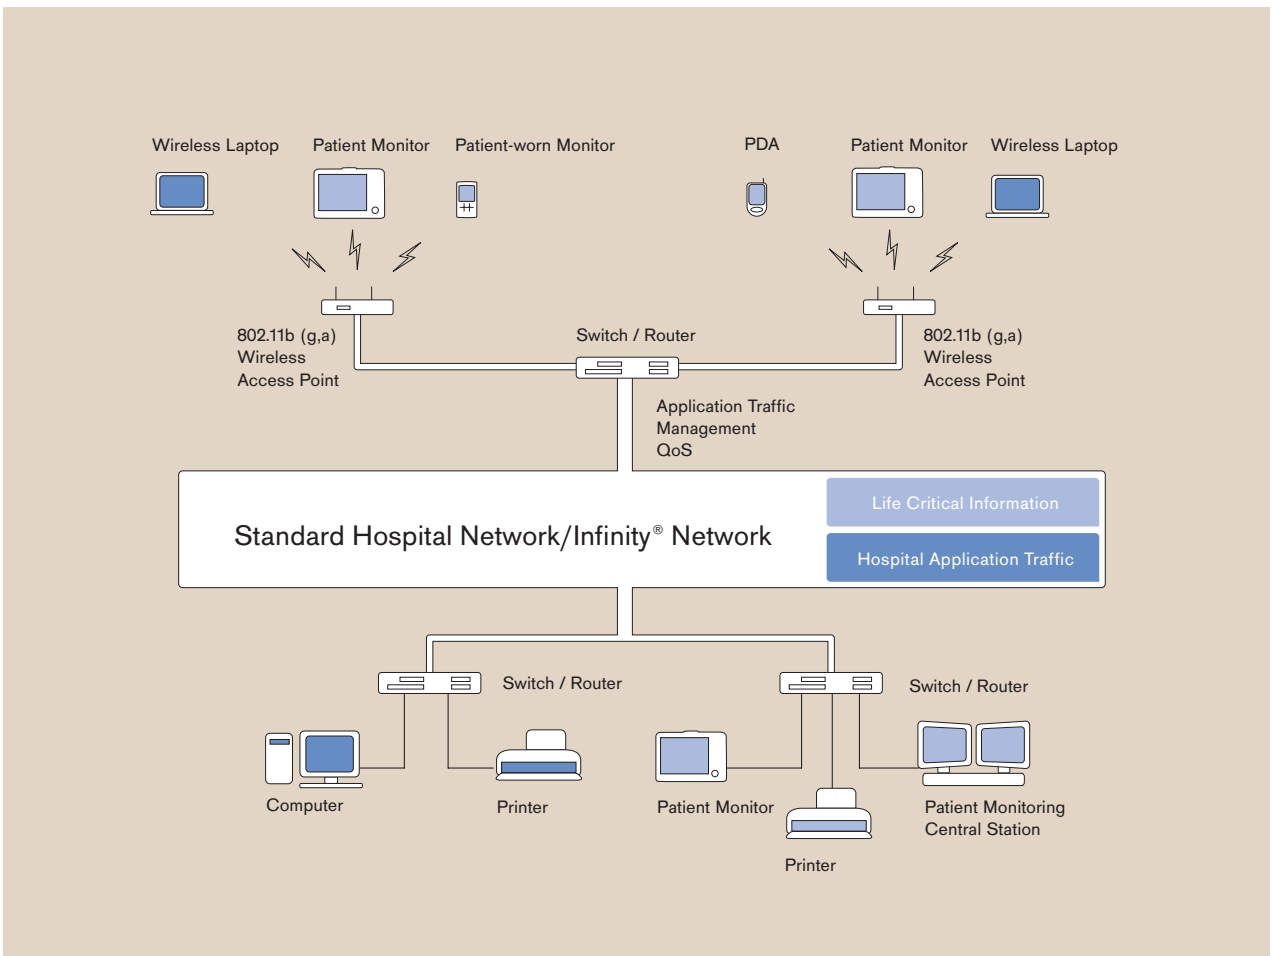 Wireless Laptop
Patient Monitor
Patient-worn Monitor
PDA
Patient Monitor
Wireless Laptop
802.11b (g,a)
Wireless
Access Point
Switch / Router
802.11b (g,a)
Wireless
Access Point
Application Traffic
Management
QoS
Standard Hospital Network/Infinity® Network
Life Critical Information
Hospital Application Traffic
Switch / Router
Switch / Router
Computer
Printer
Patient Monitor
Printer
Patient Monitoring
Central Station